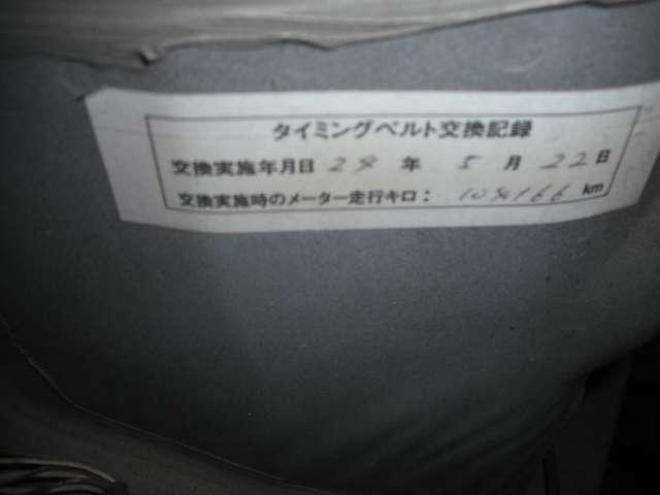 タイミングベルト交換記録
交換実施年月日 29 年 5 月 22 日
交換実施時のメーター走行キロ: km